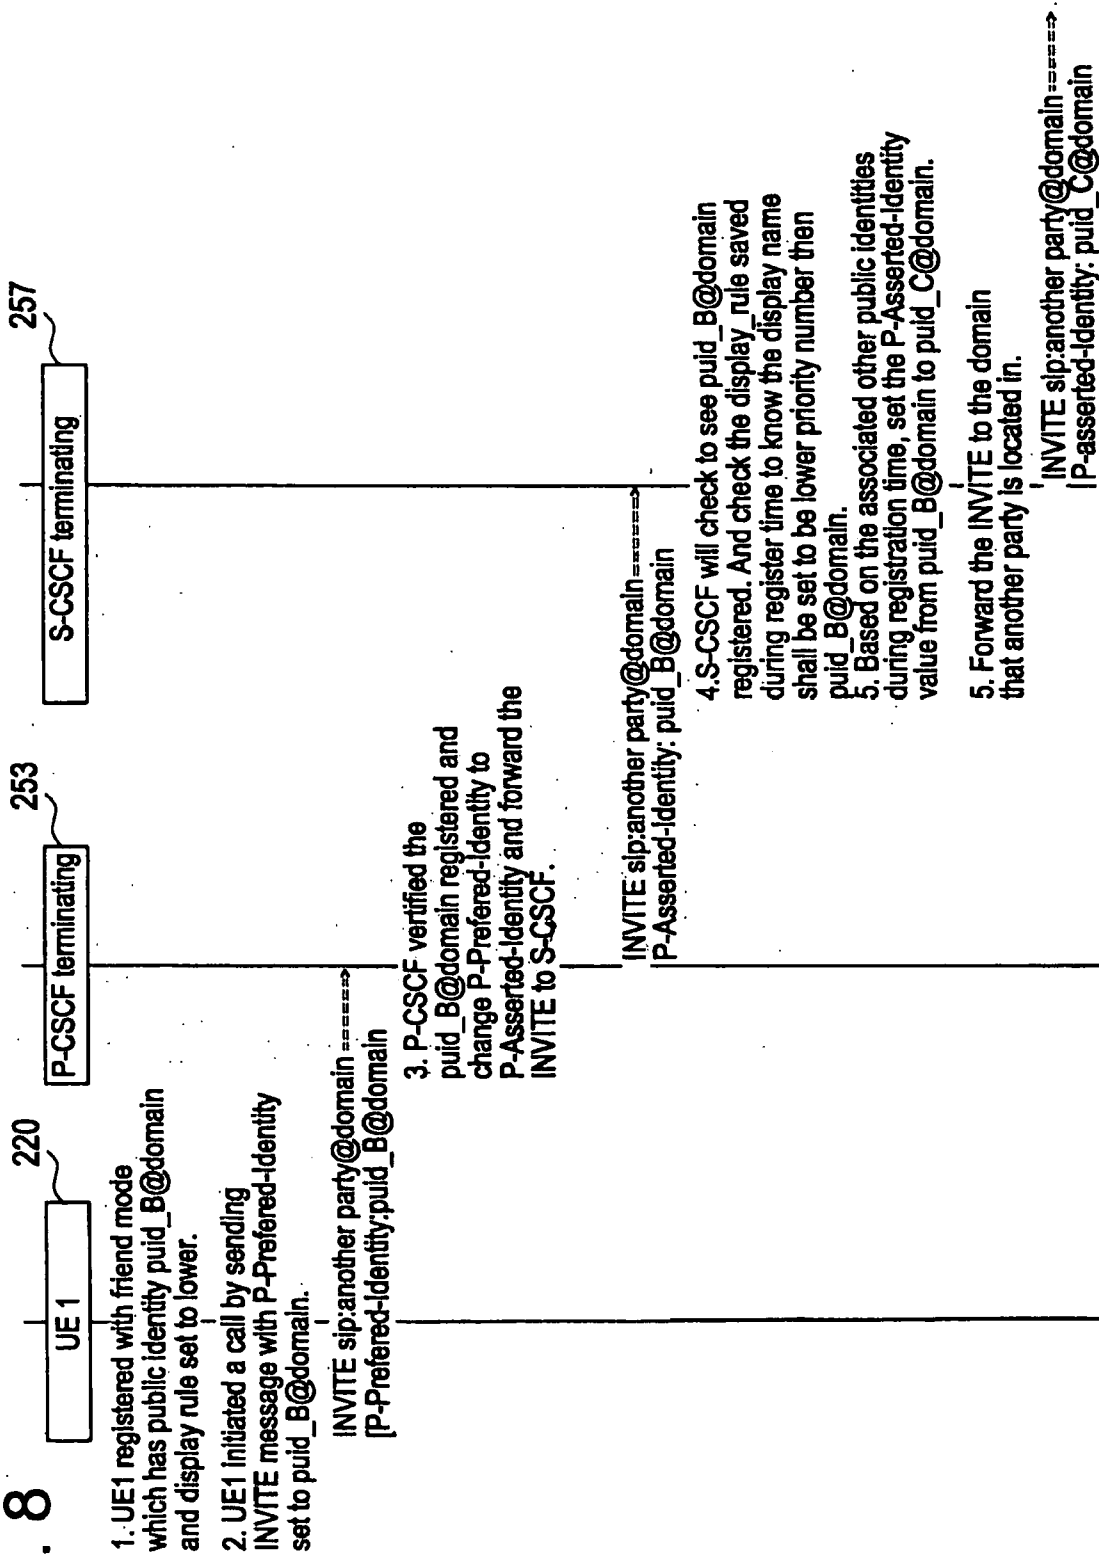 . 8
UE1
220
P-CSCF terminating
253
S-CSCF terminating
257
1. UE1 registered with friend mode
which has public identity puid_B@domain
and display rule set to lower.
2. UE1 initiated a call by sending
INVITE message with P-Prefered-Identity
set to puid_B@domain.
INVITE sip:another party@domain ======>
[P-Prefered-Identity:puid_B@domain
3. P-CSCF vertified the
puid_B@domain registered and
change P-Prefered-Identity to
P-Asserted-Identity and forward the
INVITE to S-CSCF.
INVITE sip:another party@domain======>
P-Asserted-Identity: puid_B@domain
4.S-CSCF will check to see puid_B@domain
registered. And check the display_rule saved
during register time to know the display name
shall be set to be lower priority number then
puid_B@domain.
5. Based on the associated other public identities
during registration time, set the P-Asserted-Identity
value from puid_B@domain to puid_C@domain.
5. Forward the INVITE to the domain
that another party is located in.
INVITE sip:another party@domain======>
[P-asserted-Identity: puid_C@domain